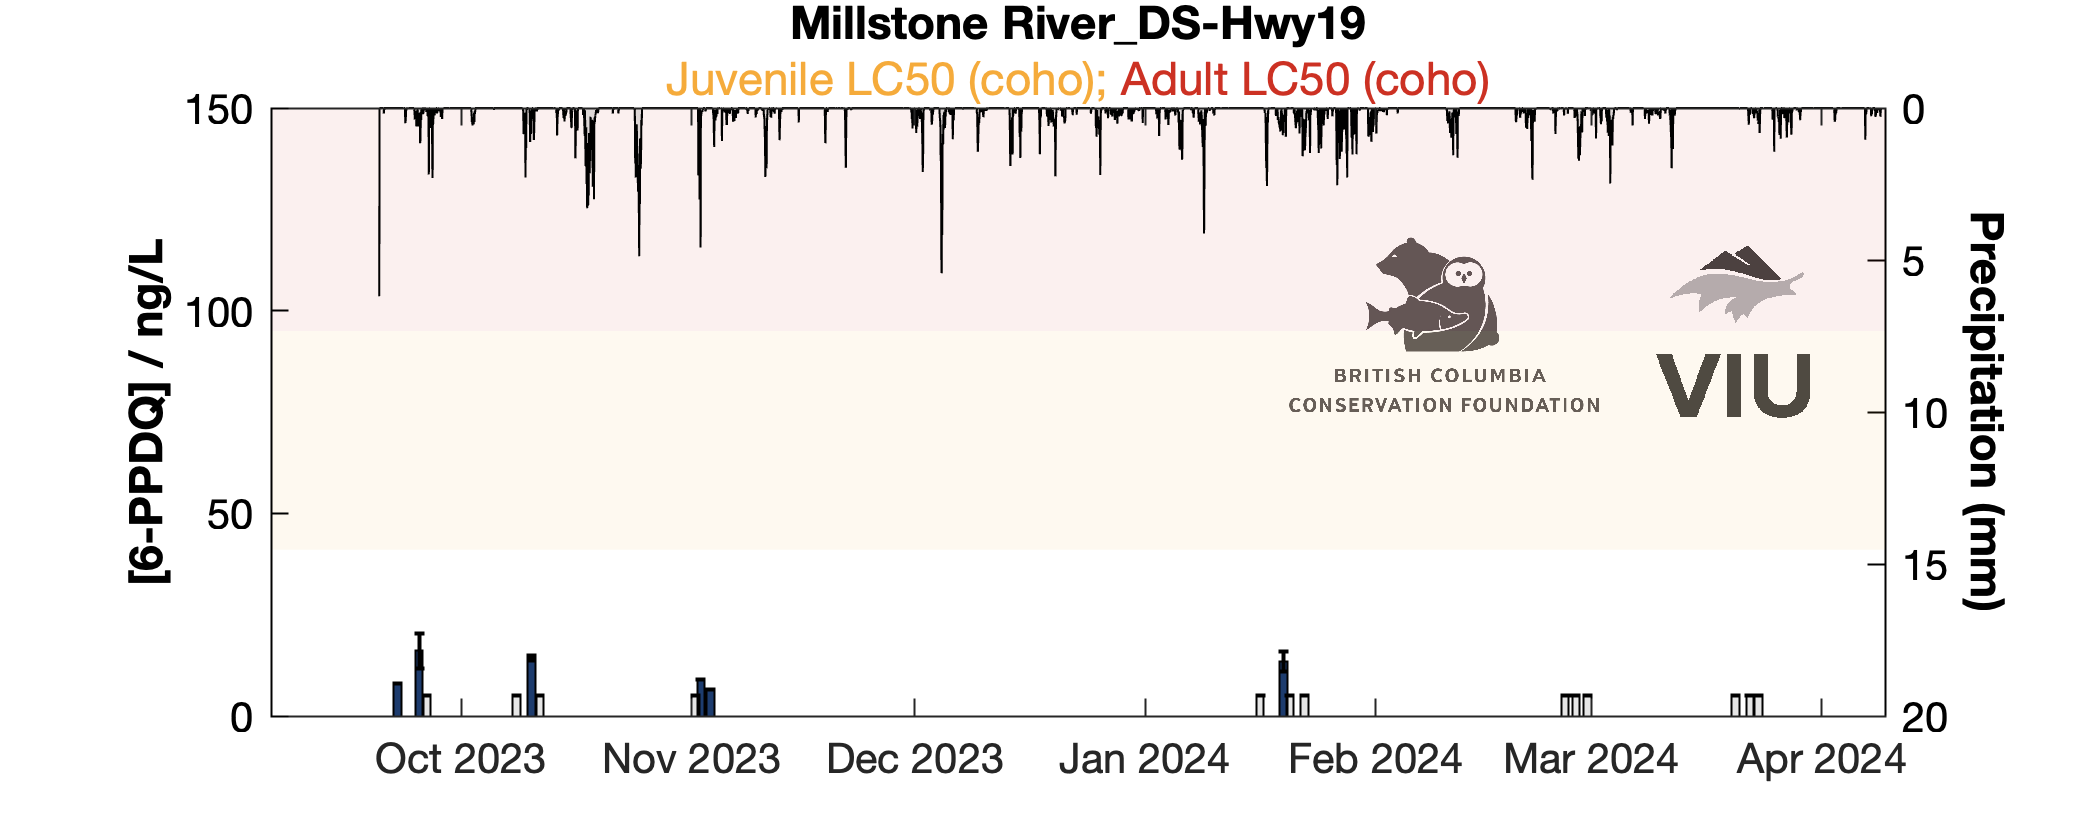 Millstone River_DS-Hwy19
Juvenile LC50 (coho); Adult LC50 (coho)
[6-PPDQ] / ng/L
150
100
50
0
Precipitation (mm)
0
5
10
15
20
BRITISH COLUMBIA
CONSERVATION FOUNDATION
VIU
Oct 2023
Nov 2023
Dec 2023
Jan 2024
Feb 2024
Mar 2024
Apr 2024